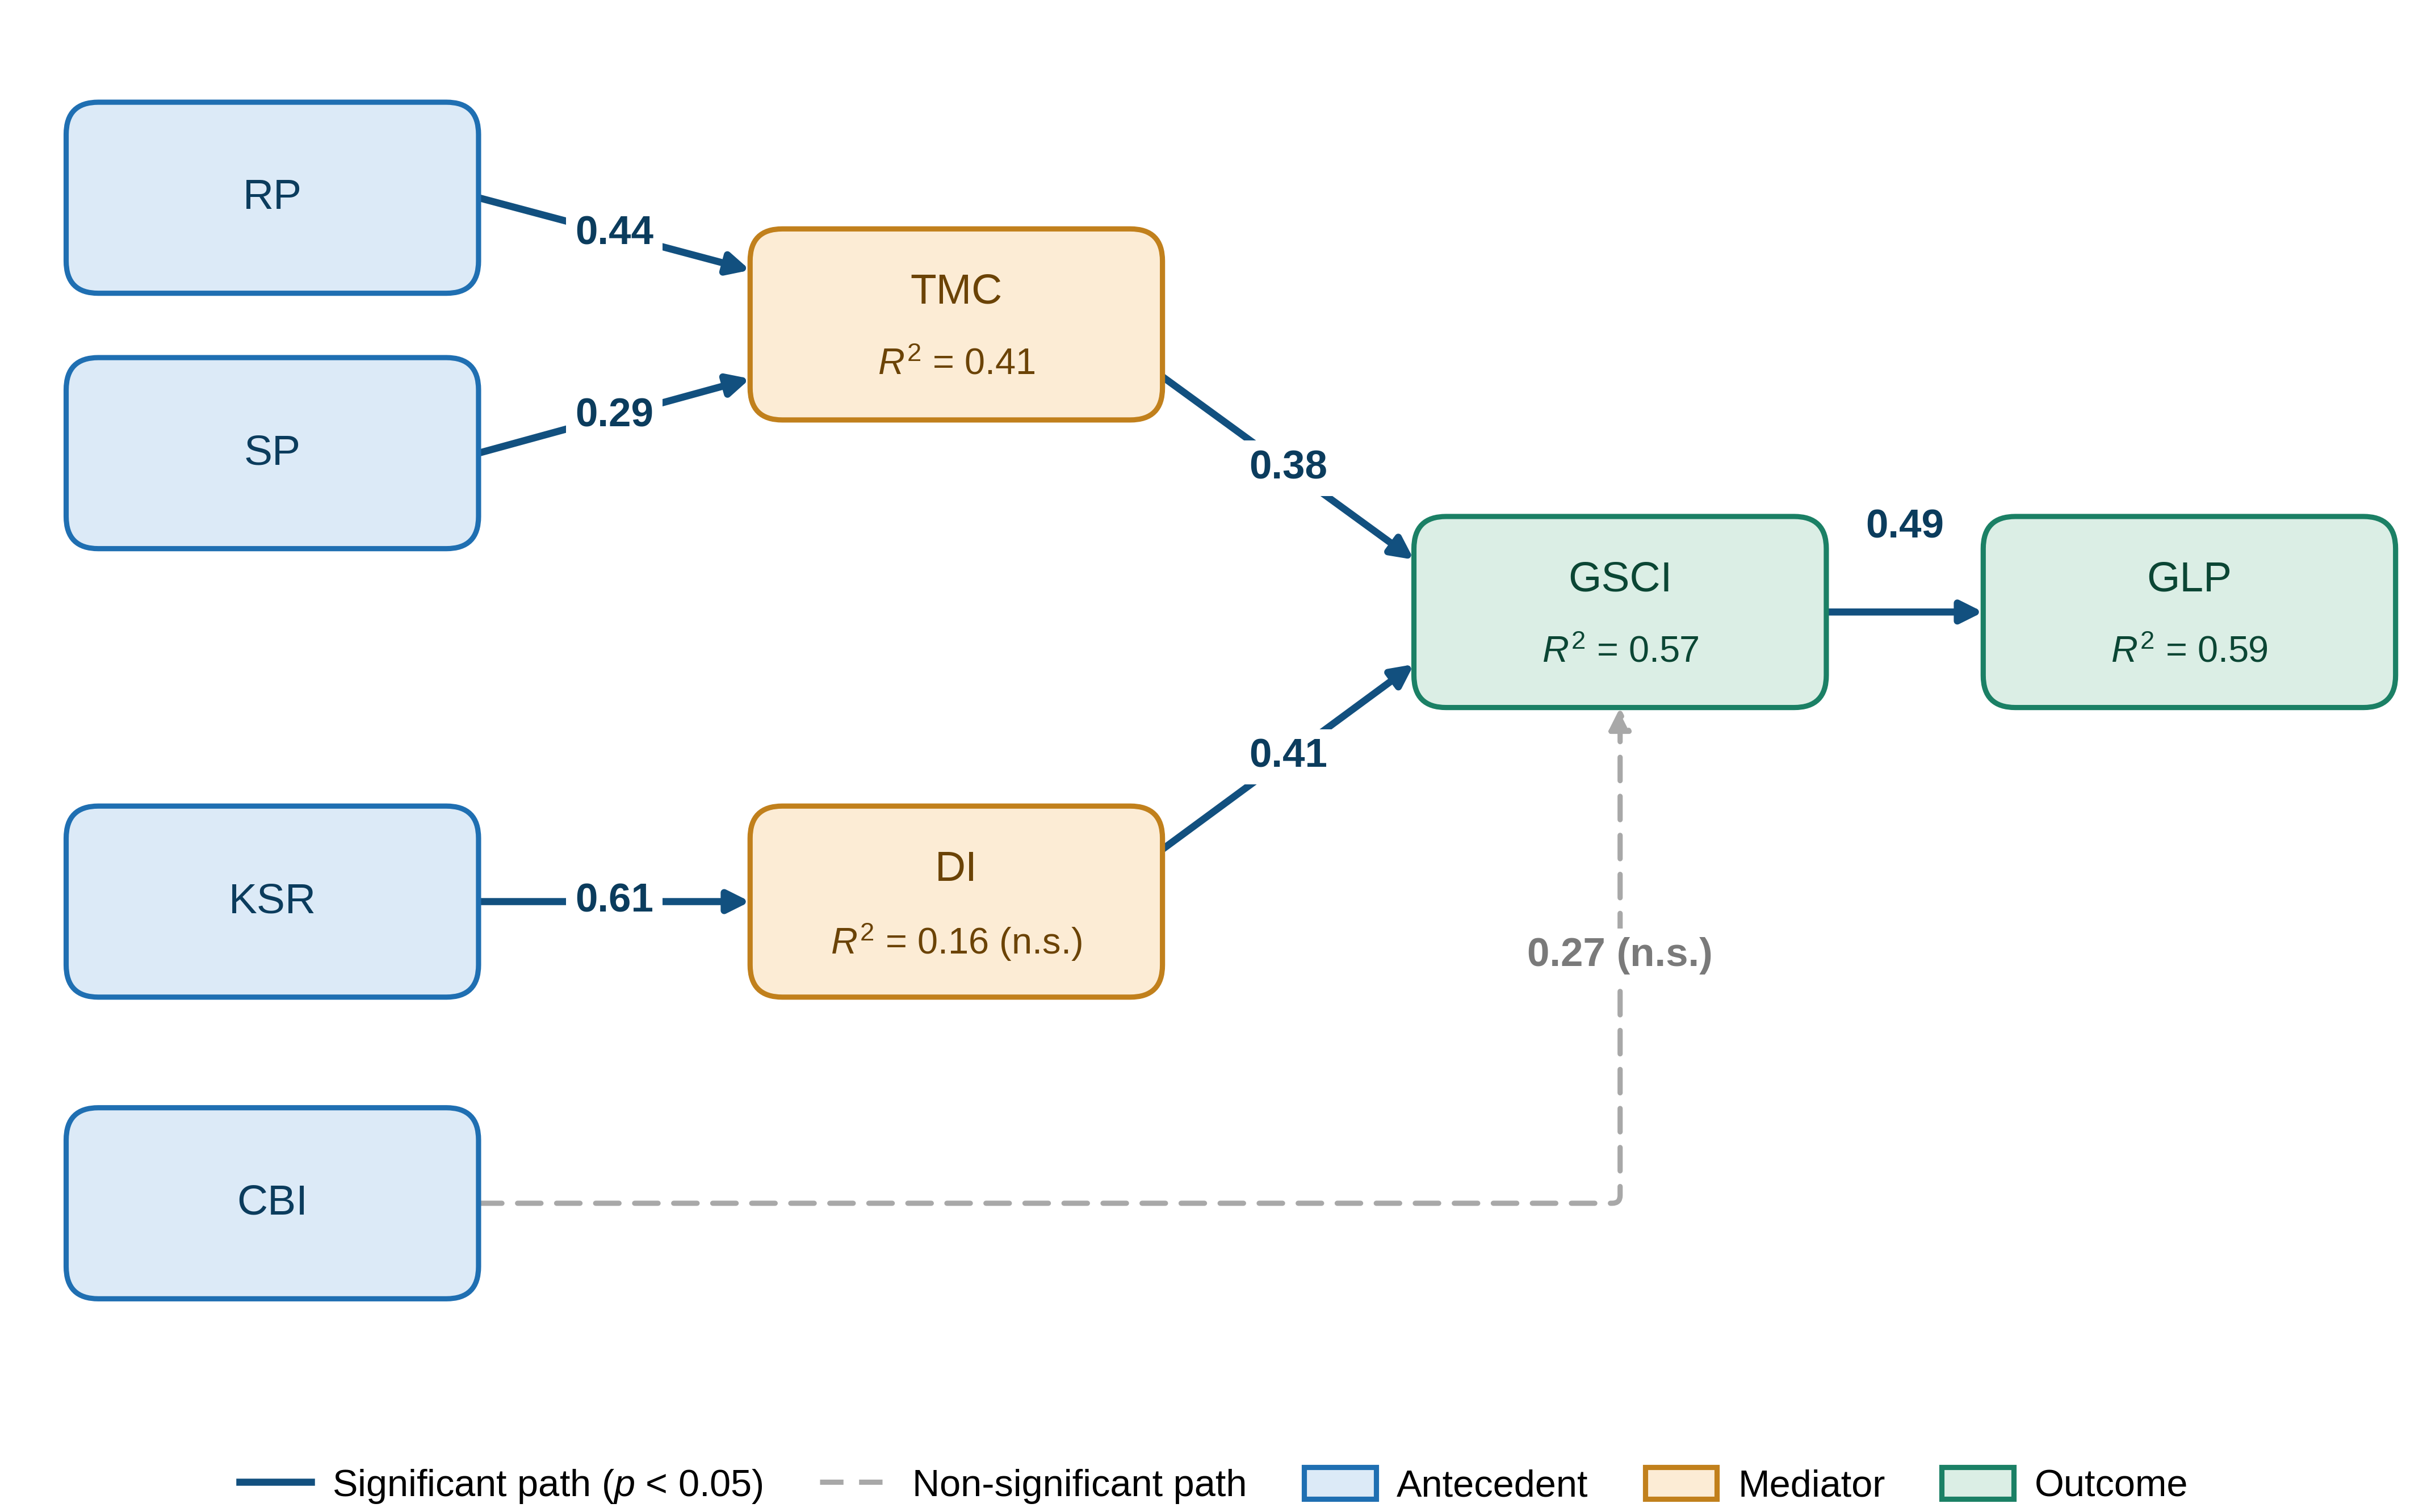 RP
0.44
TMC
R² = 0.41
SP
0.29
0.38
GSCI
R² = 0.57
0.49
GLP
R² = 0.59
0.41
KSR
0.61
DI
R² = 0.16 (n.s.)
0.27 (n.s.)
CBI
Significant path (p < 0.05)
Non-significant path
Antecedent
Mediator
Outcome